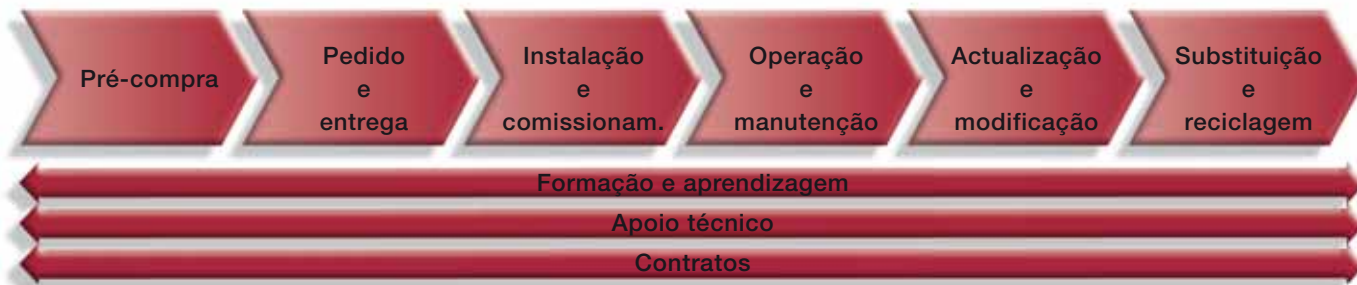 Pré-compra
Pedido
e
entrega
Instalação
e
comissionam.
Operação
e
manutenção
Actualização
e
modificação
Substituição
e
reciclagem
Formação e aprendizagem
Apoio técnico
Contratos